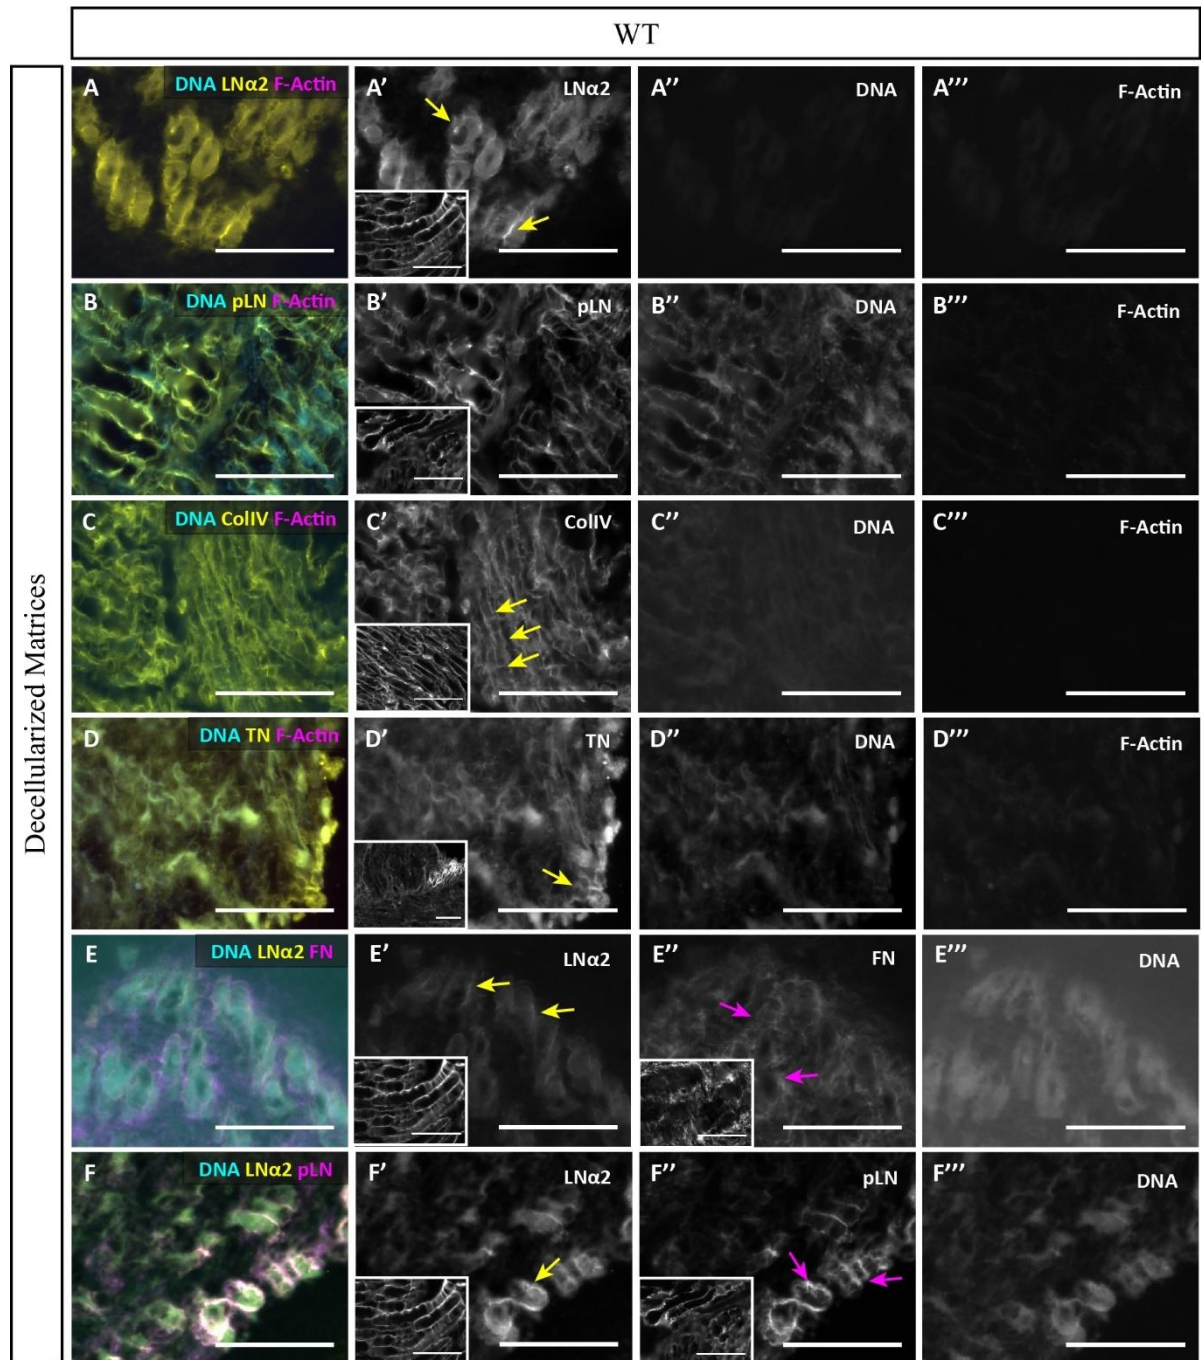 WT
Decellularized Matrices
A DNA LNα2 F-Actin
A' LNα2
A'' DNA
A''' F-Actin
B DNA pLN F-Actin
B' pLN
B'' DNA
B''' F-Actin
C DNA ColIV F-Actin
C' ColIV
C'' DNA
C''' F-Actin
D DNA TN F-Actin
D' TN
D'' DNA
D''' F-Actin
E DNA LNα2 FN
E' LNα2
E'' FN
E''' DNA
F DNA LNα2 pLN
F' LNα2
F'' pLN
F''' DNA